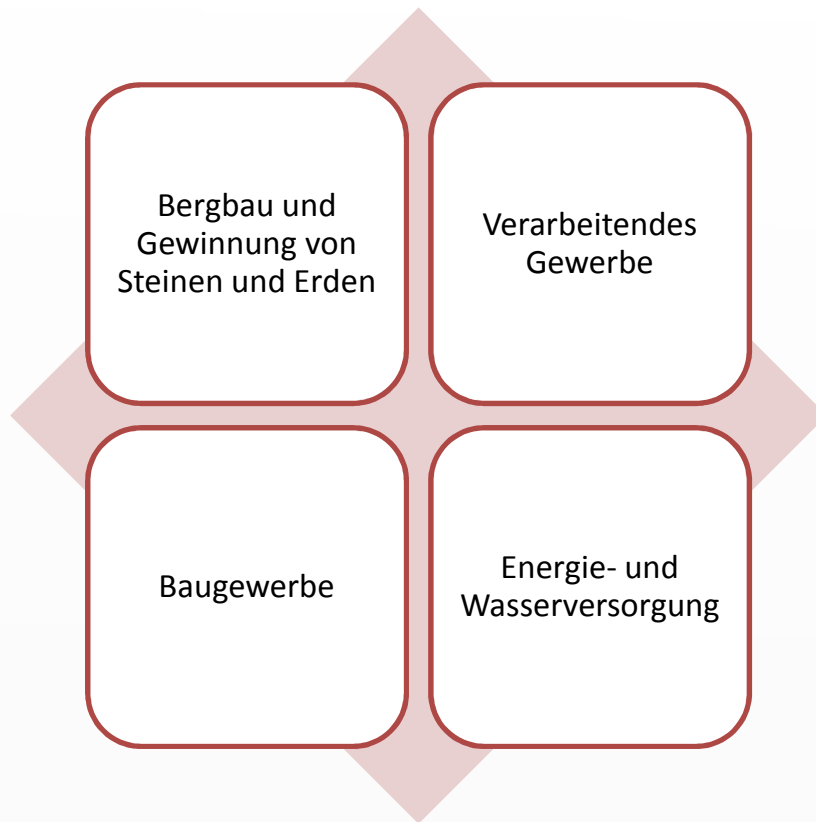 Bergbau und
Gewinnung von
Steinen und Erden
Verarbeitendes
Gewerbe
Baugewerbe
Energie- und
Wasserversorgung